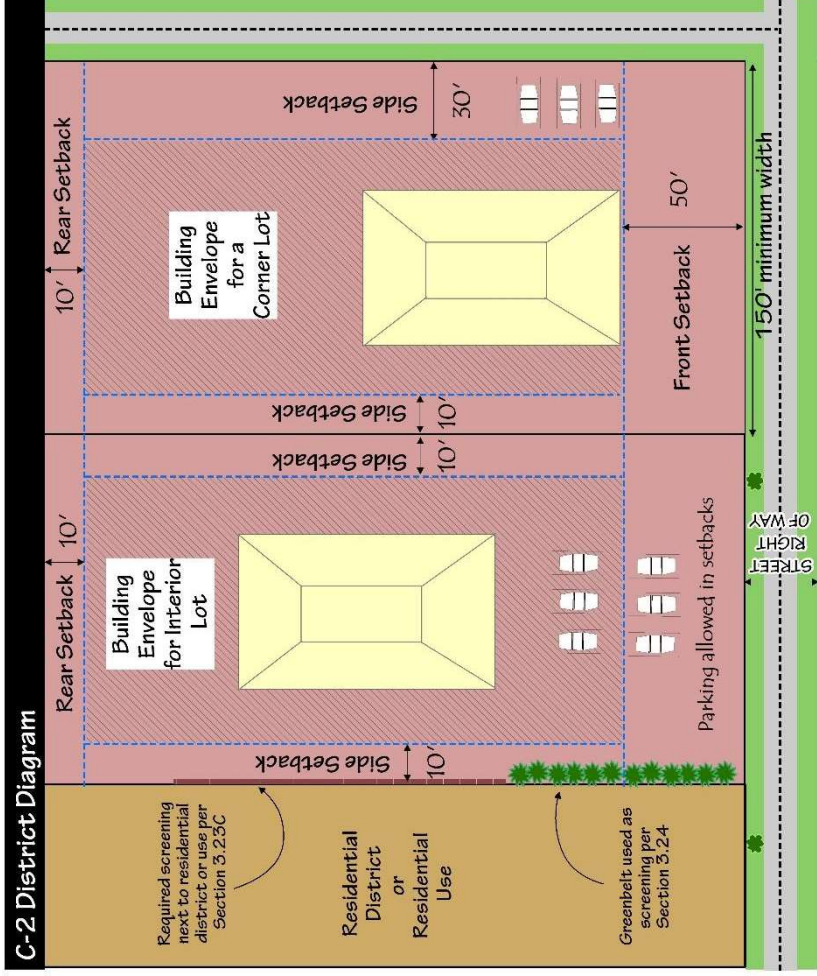 C-2 District Diagram
Rear Setback
10'
10'
Rear Setback
Required screening
next to residential
district or use per
Section 3.23C
Residential
District
or
Residential
Use
Greenbelt used as
screening per
Section 3.24
Building
Envelope
for Interior
Lot
Building
Envelope
for a
Corner Lot
Side Setback
10'
Side Setback
10'
Side Setback
10'
Side Setback
30'
Parking allowed in setbacks
Front Setback
50'
150' minimum width
STREET
RIGHT
OF WAY